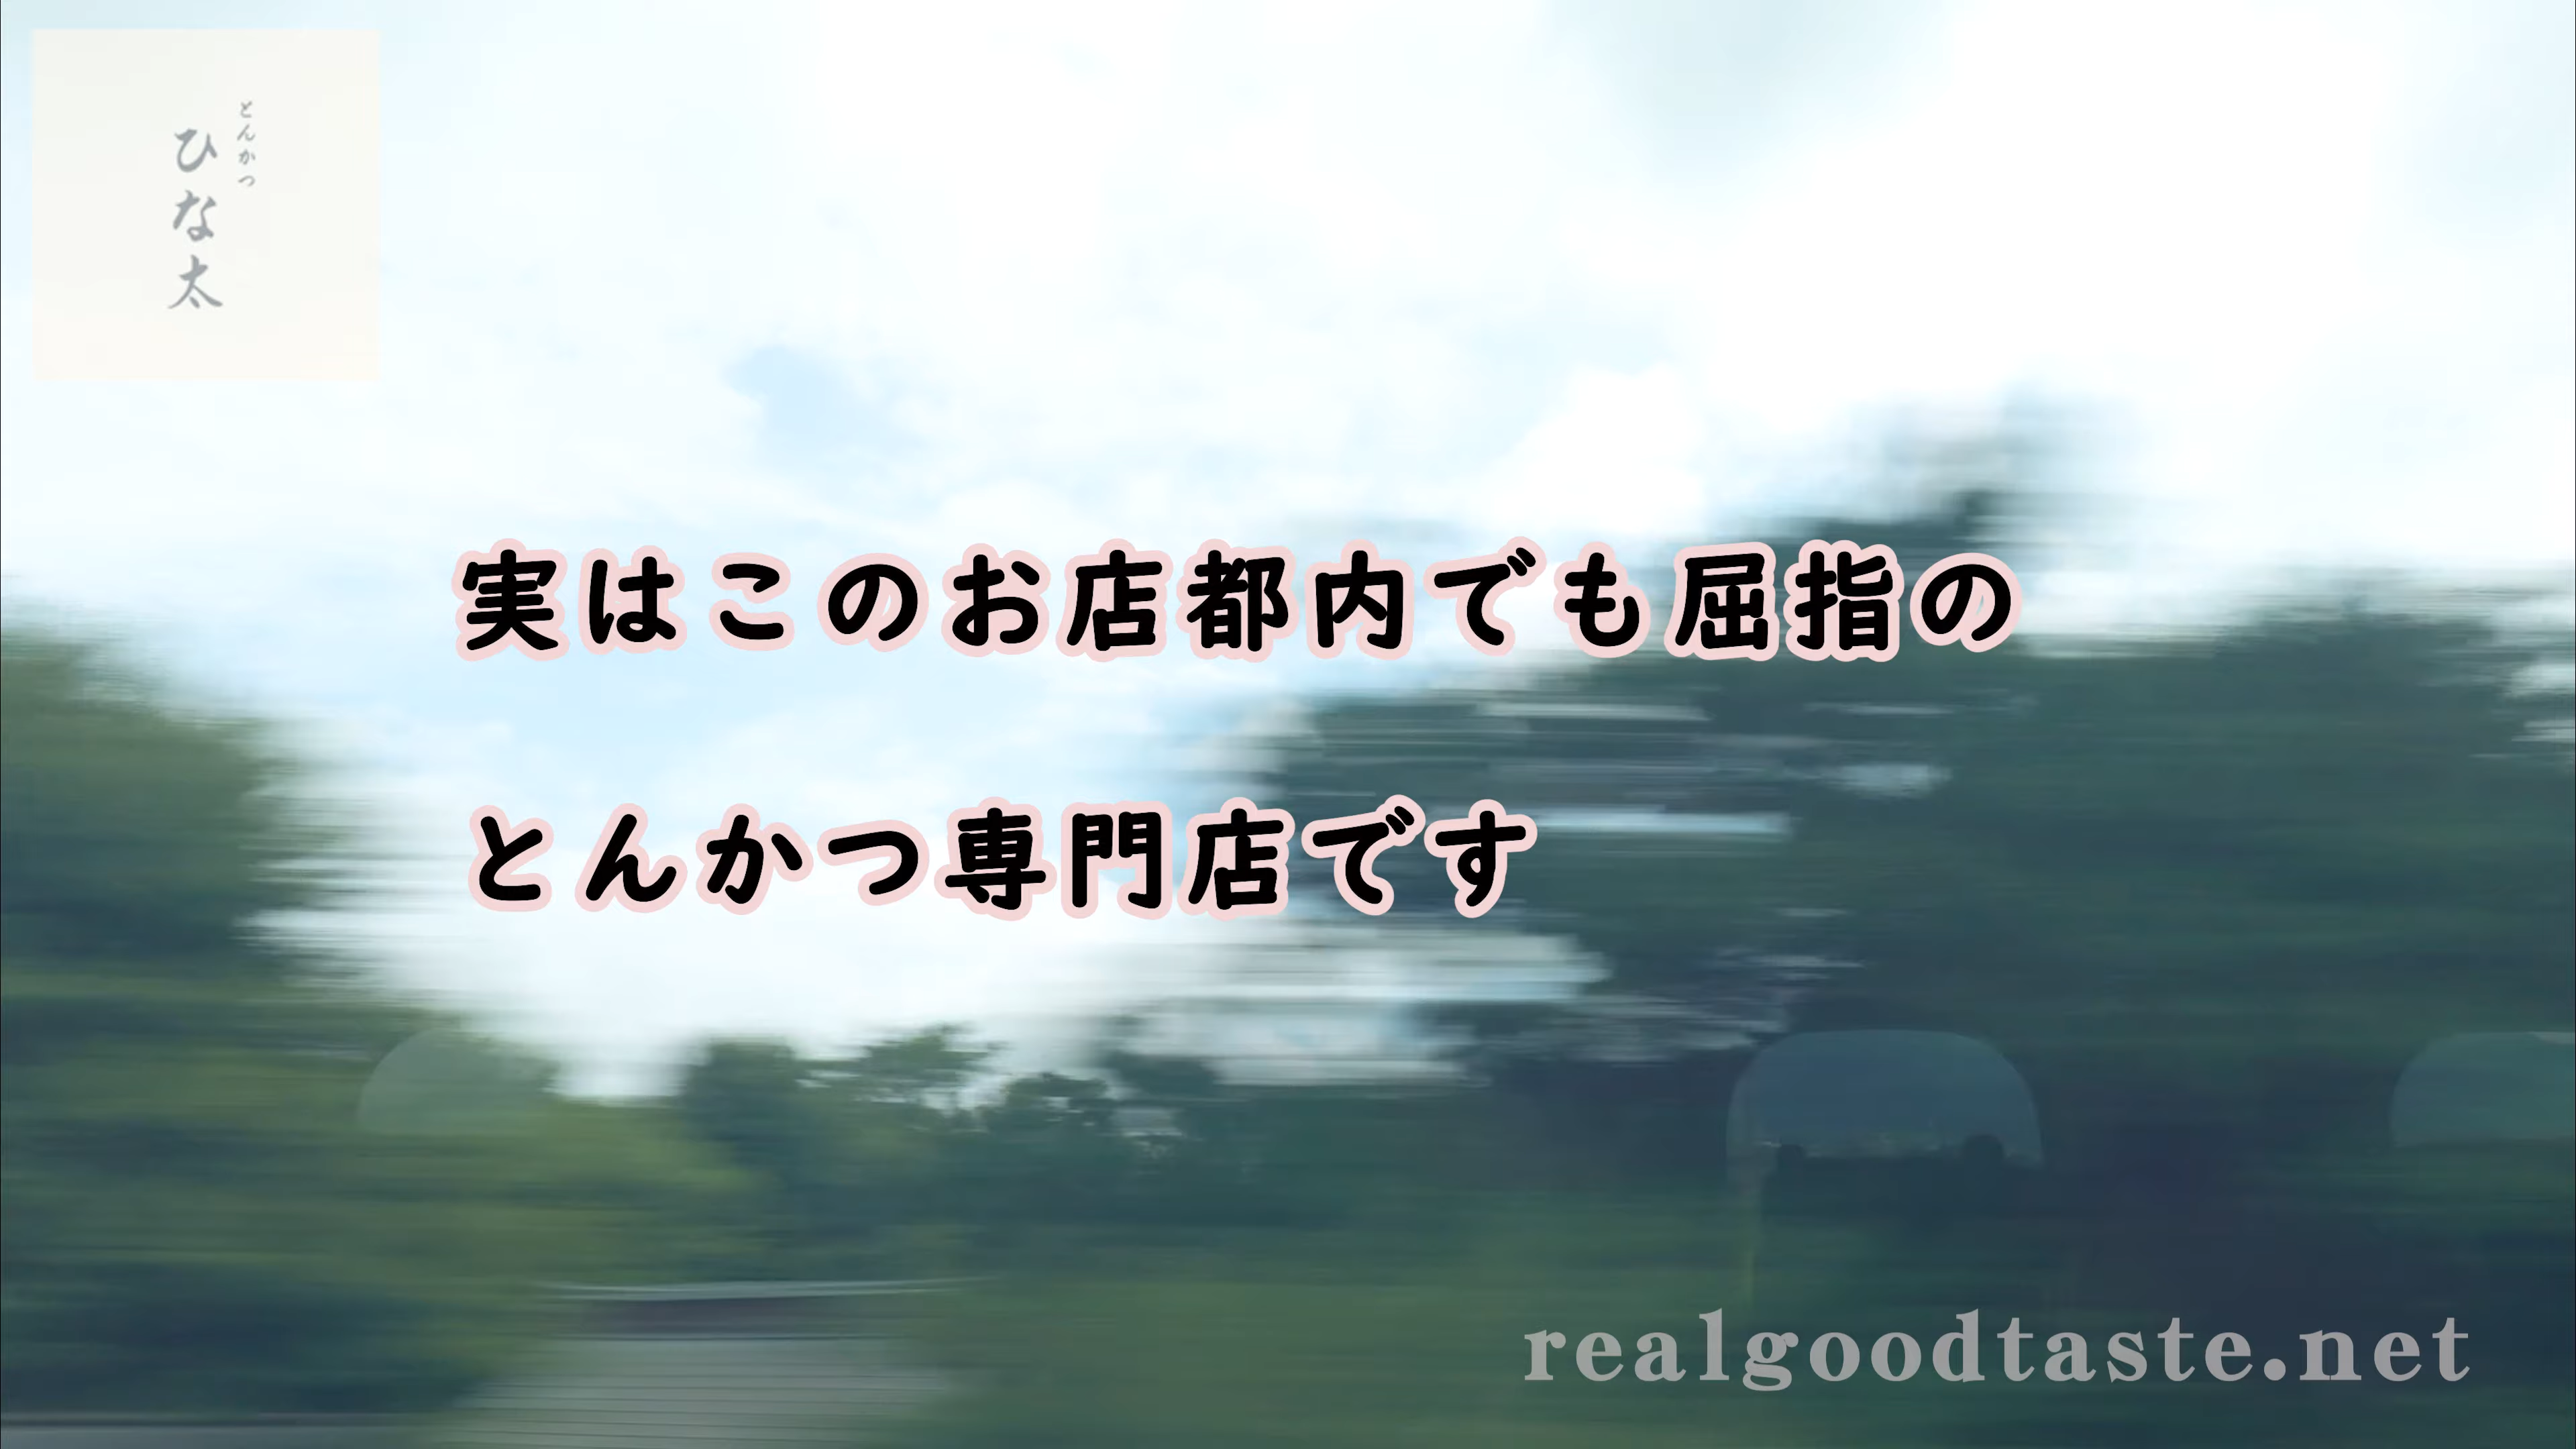 とんかつ
ひな太
実はこのお店都内でも屈指の
とんかつ専門店です
realgoodtaste.net